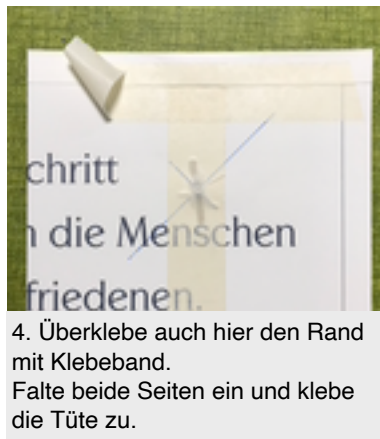 chritt
n die Menschen
friedenen.
4. Überklebe auch hier den Rand
mit Klebeband.
Falte beide Seiten ein und klebe
die Tüte zu.